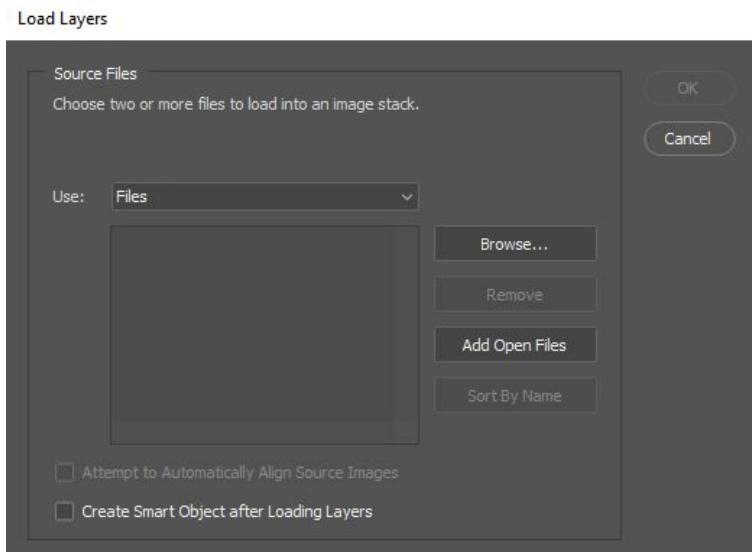 Load Layers
Source Files
Choose two or more files to load into an image stack.
OK
Cancel
Use: Files
Browse...
Remove
Add Open Files
Sort By Name
Attempt to Automatically Align Source Images
Create Smart Object after Loading Layers